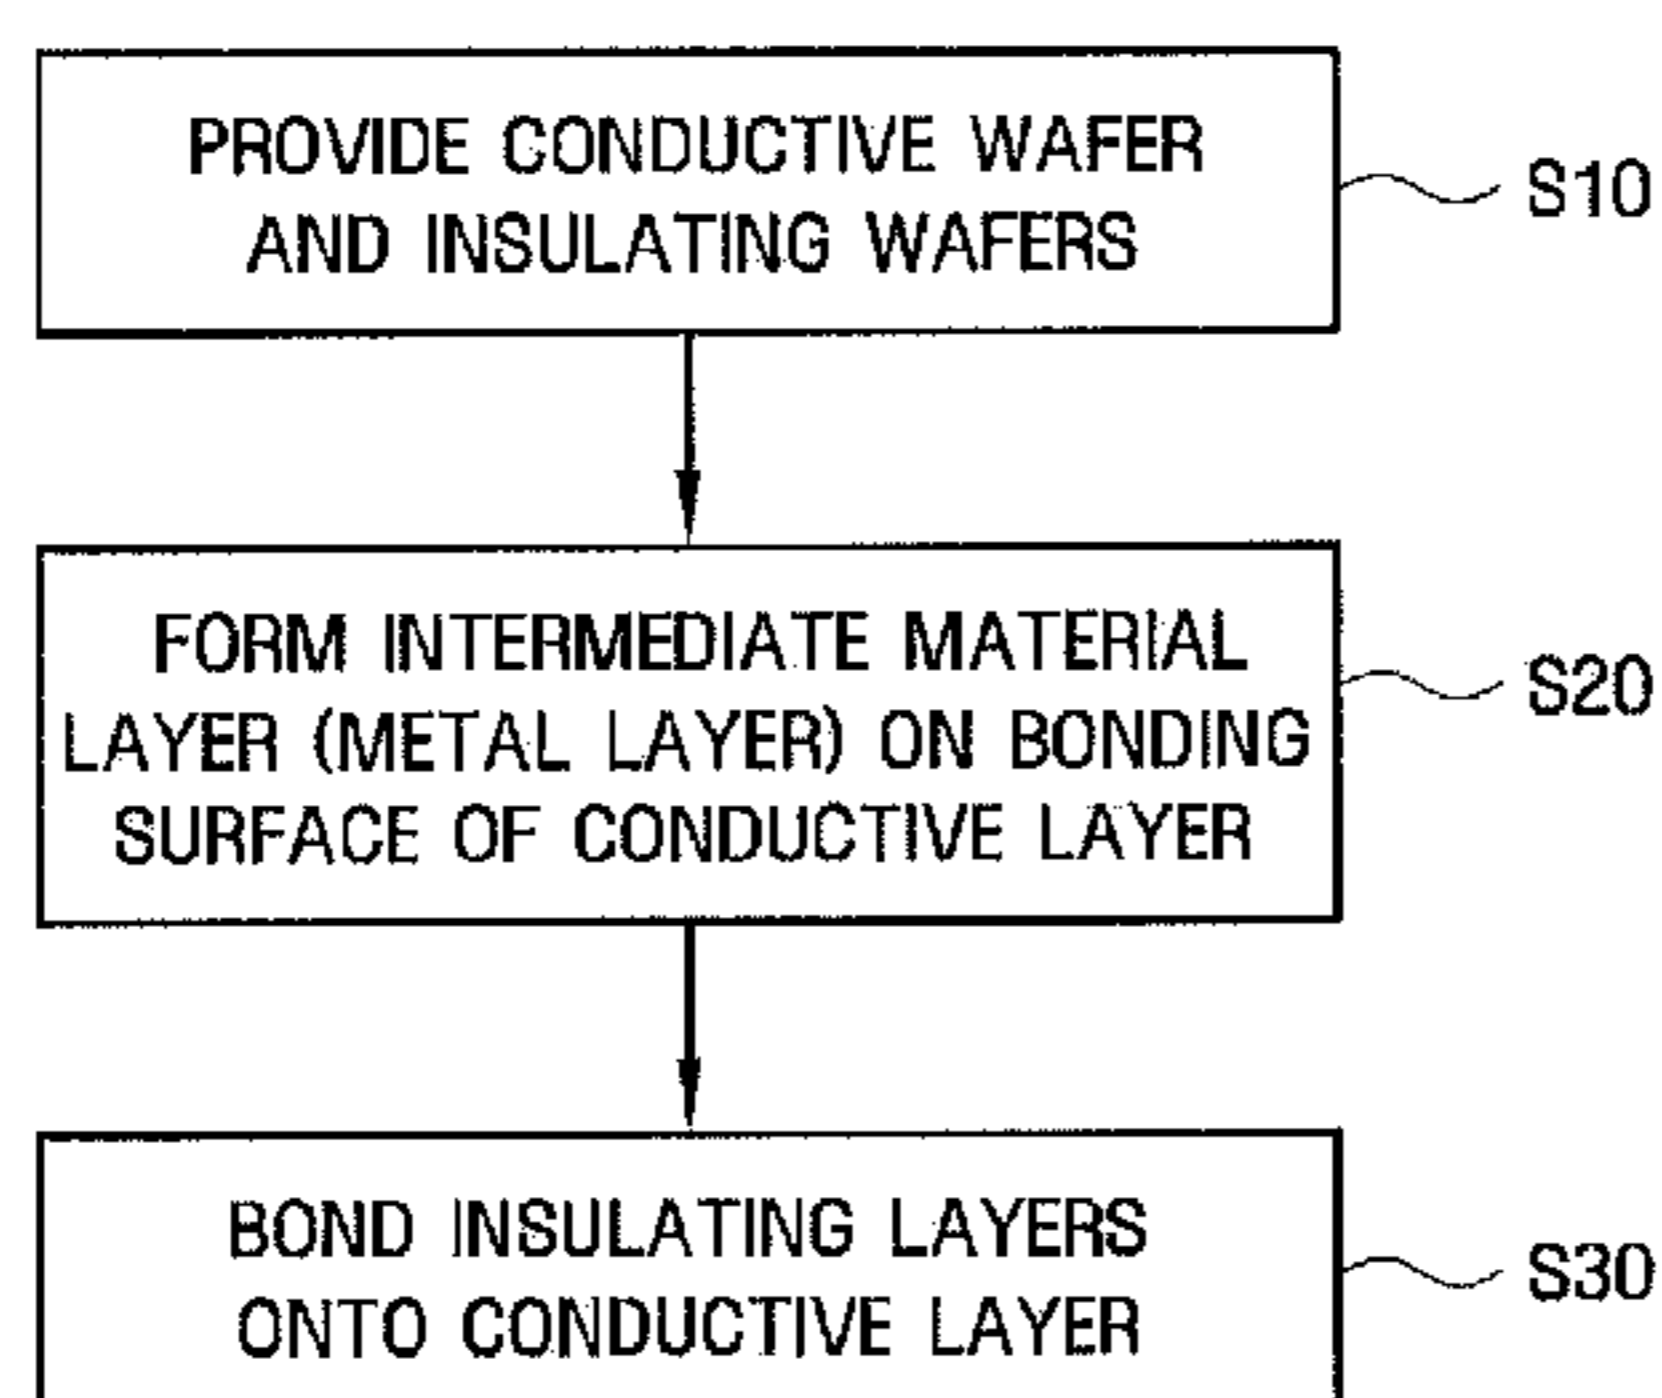 PROVIDE CONDUCTIVE WAFER
AND INSULATING WAFERS
S10
FORM INTERMEDIATE MATERIAL
LAYER (METAL LAYER) ON BONDING
SURFACE OF CONDUCTIVE LAYER
S20
BOND INSULATING LAYERS
ONTO CONDUCTIVE LAYER
S30